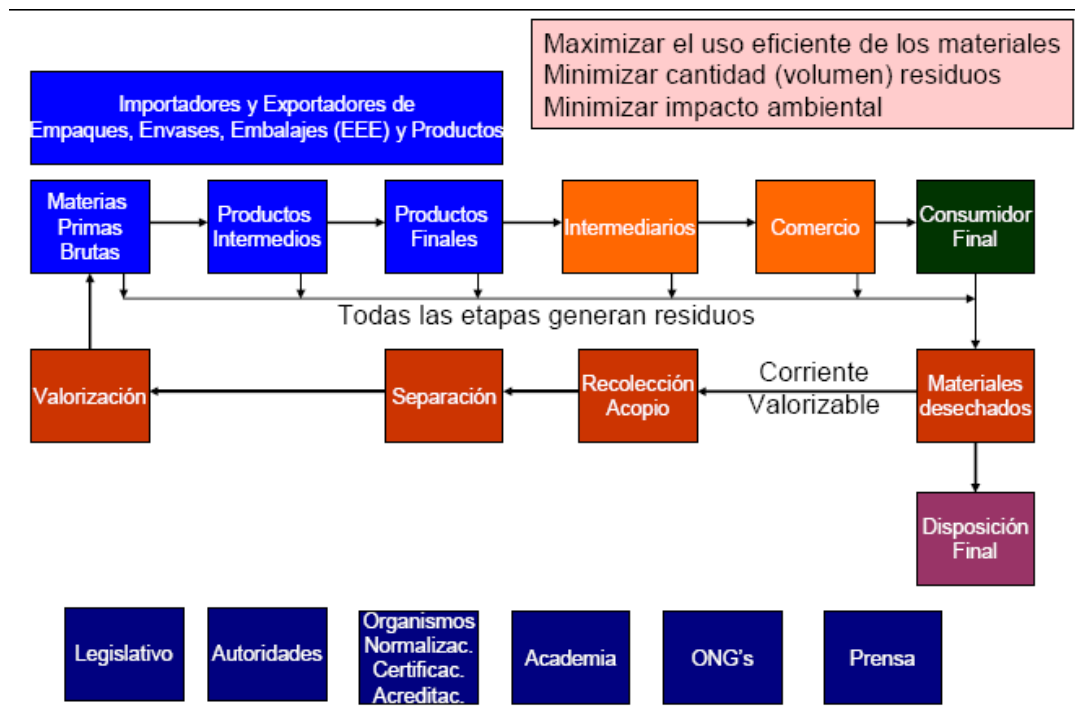 Maximizar el uso eficiente de los materiales
Minimizar cantidad (volumen) residuos
Minimizar impacto ambiental
Importadores y Exportadores de
Empaques, Envases, Embalajes (EEE) y Productos
Materias
Primas
Brutas
Productos
Intermedios
Productos
Finales
Intermediarios
Comercio
Consumidor
Final
Todas las etapas generan residuos
Valorización
Separación
Recolección
Acopio
Corriente
Valorizable
Materiales
desechados
Disposición
Final
Legislativo
Autoridades
Organismos
Normalizac.
Certificac.
Acreditac.
Academia
ONG's
Prensa